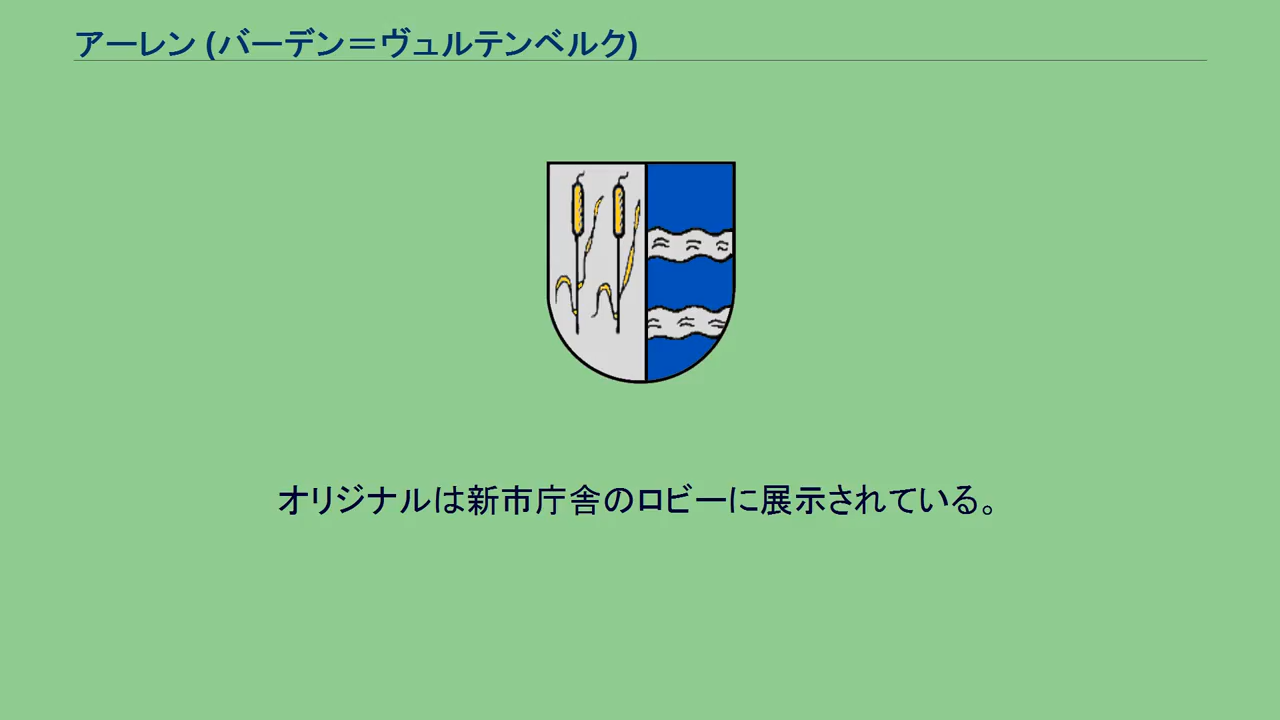 アーレン (バーデン＝ヴュルテンベルク)
オリジナルは新市庁舎のロビーに展示されている。